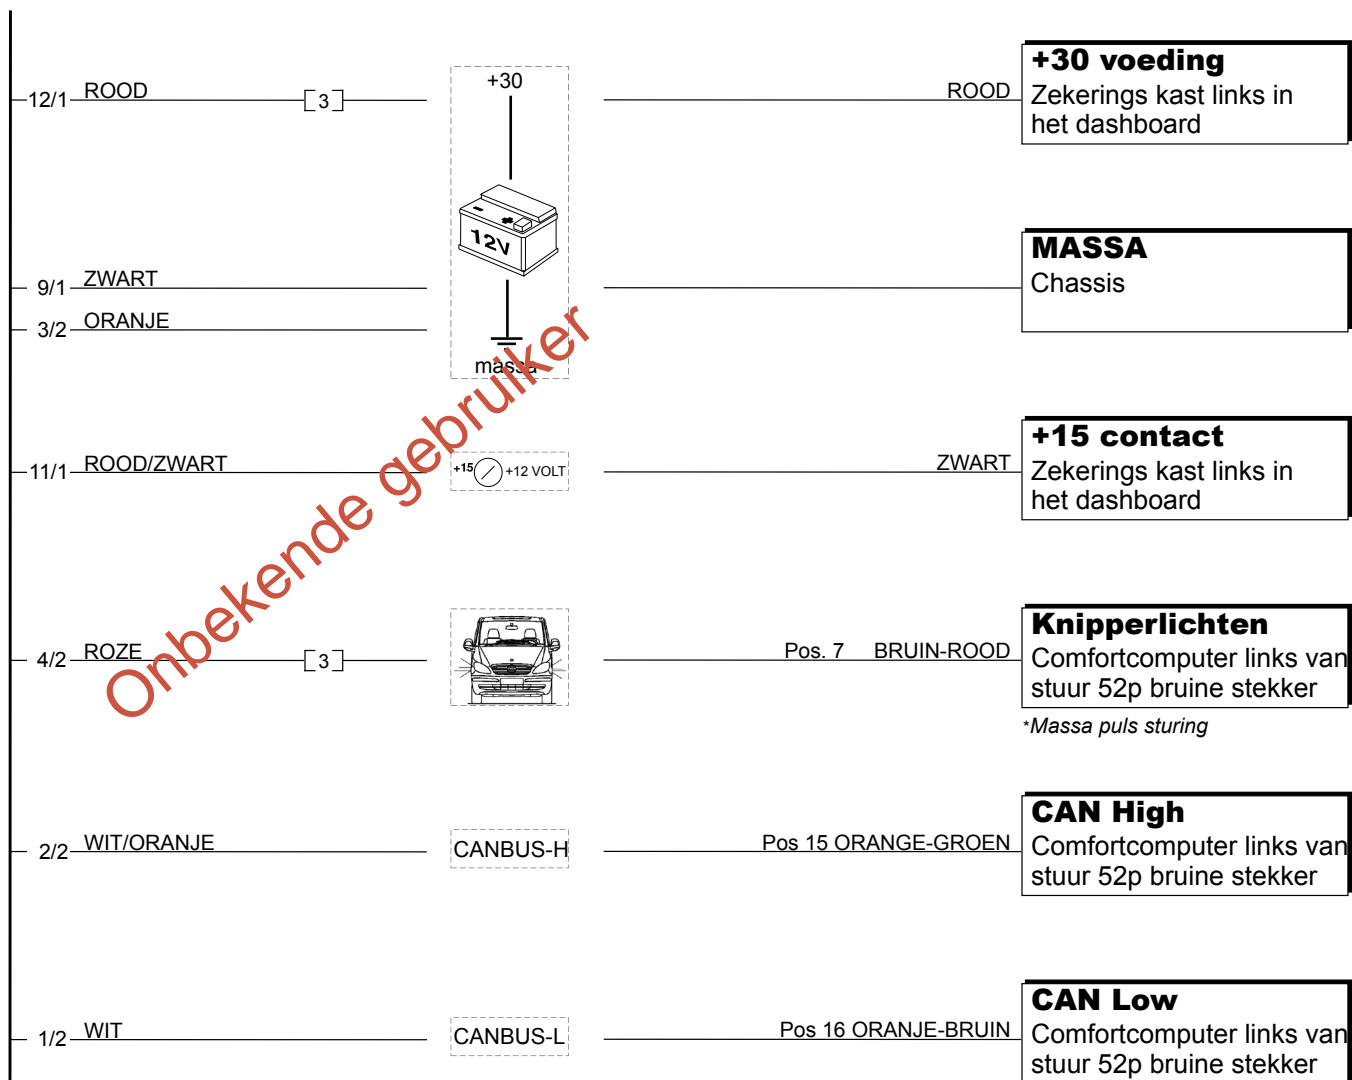 12/1 ROOD [3] +30 ROOD
+30 voeding
Zekerings kast links in
het dashboard
12V
9/1 ZWART
MASSA
Chassis
3/2 ORANJE
massa
11/1 ROOD/ZWART +15 +12 VOLT ZWART
+15 contact
Zekerings kast links in
het dashboard
Onbekende gebruiker
4/2 ROZE [3] Pos. 7 BRUIN-ROOD
Knipperlichten
Comfortcomputer links van
stuur 52p bruine stekker
*Massa puls sturing
2/2 WIT/ORANJE CANBUS-H Pos 15 ORANGE-GROEN
CAN High
Comfortcomputer links van
stuur 52p bruine stekker
1/2 WIT CANBUS-L Pos 16 ORANJE-BRUIN
CAN Low
Comfortcomputer links van
stuur 52p bruine stekker